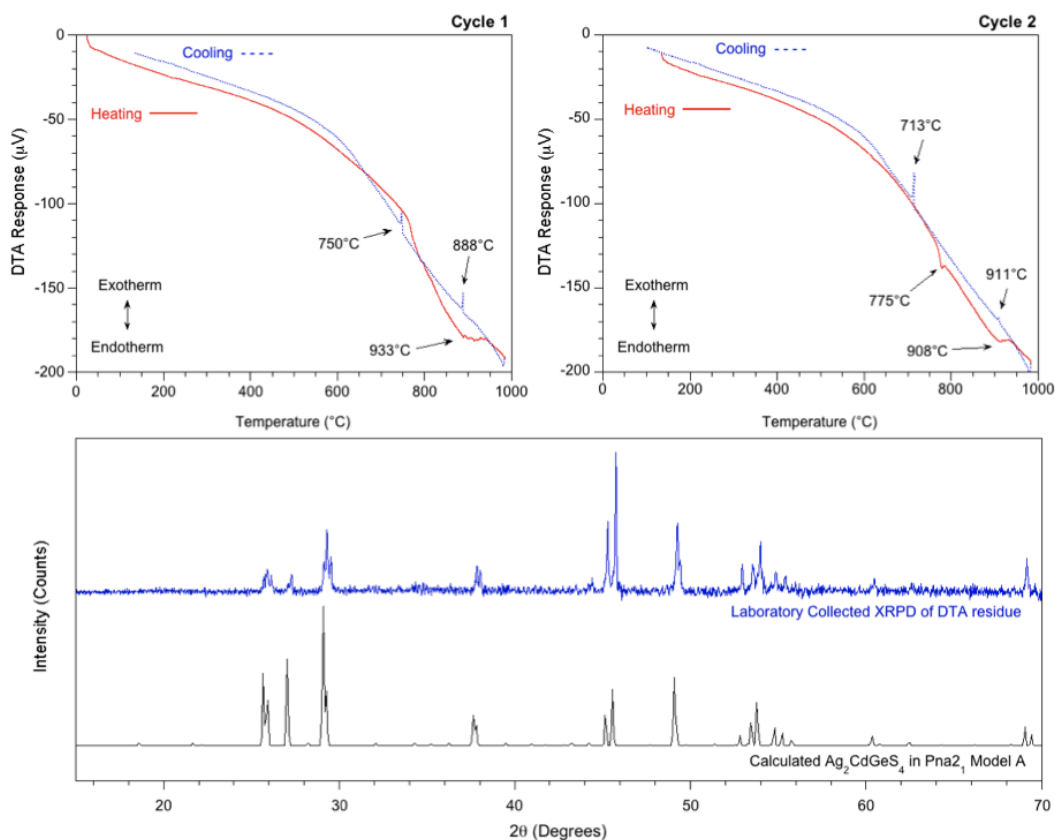 Cycle 1
Cooling
Heating
750°C
888°C
933°C
Exotherm
Endotherm
DTA Response (μV)
0
-50
-100
-150
-200
0 200 400 600 800 1000
Temperature (°C)
Cycle 2
Cooling
Heating
713°C
775°C
911°C
908°C
Exotherm
Endotherm
DTA Response (μV)
0
-50
-100
-150
-200
0 200 400 600 800 1000
Temperature (°C)
Intensity (Counts)
Laboratory Collected XRPD of DTA residue
Calculated Ag₂CdGeS₄ in Pna2₁ Model A
20 30 40 50 60 70
2θ (Degrees)